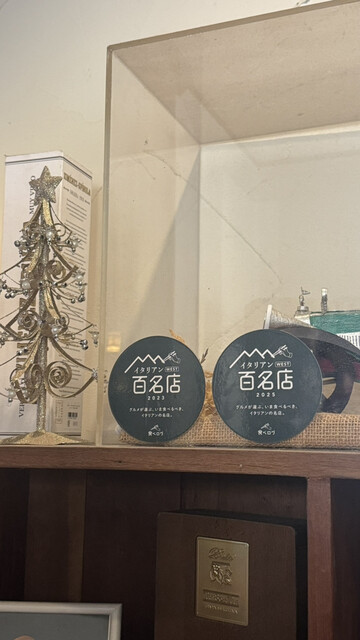 イタリアン WEST
百名店
2023
グルメが選ぶ、いま食べるべき、
イタリアンの名店。
食べログ
イタリアン WEST
百名店
2025
グルメが選ぶ、いま食べるべき、
イタリアンの名店。
食べログ